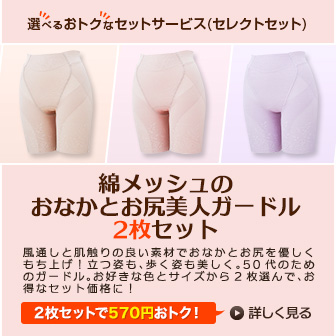 選べるおトクなセットサービス(セレクトセット)
綿メッシュの
おなかとお尻美人ガードル
2枚セット
風通しと肌触りの良い素材でおなかとお尻を優しく
もち上げ！立つ姿も、歩く姿も美しく。50代のため
のガードル。お好きな色とサイズから2枚選んで、お
得なセット価格に！
2枚セットで570円おトク！
詳しく見る